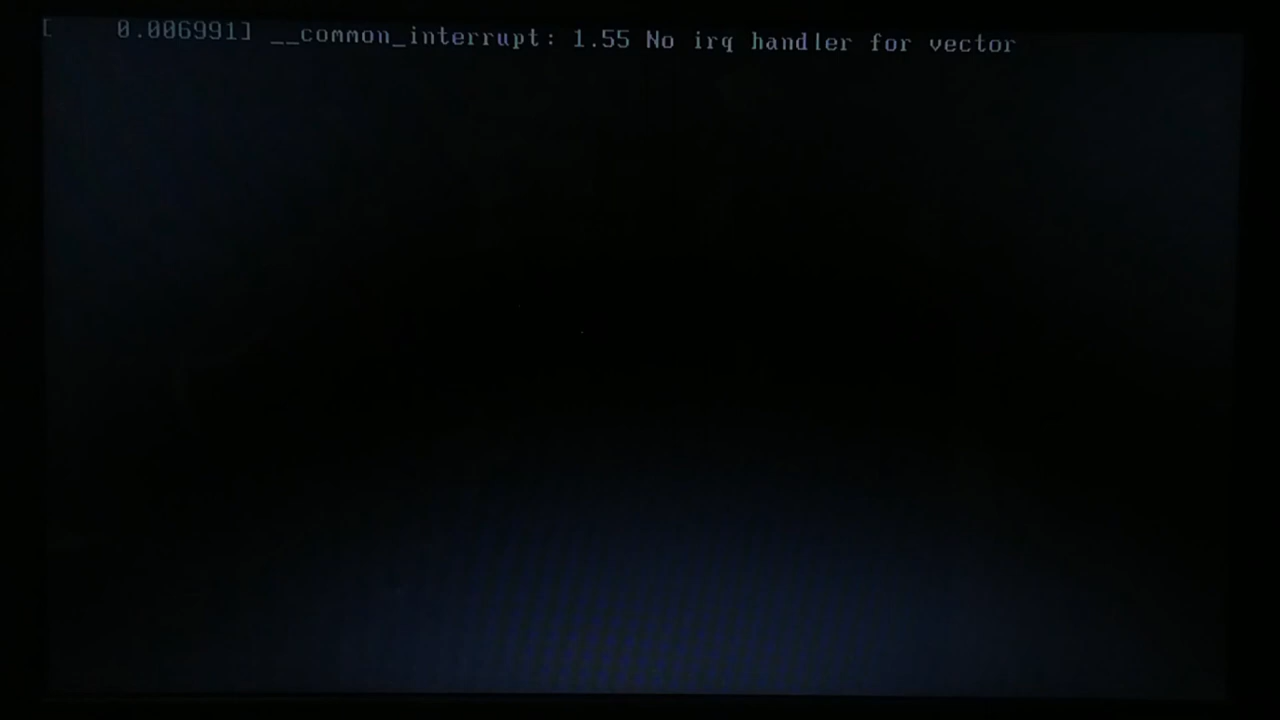 [    0.006991] __common_interrupt: 1.55 No irq handler for vector